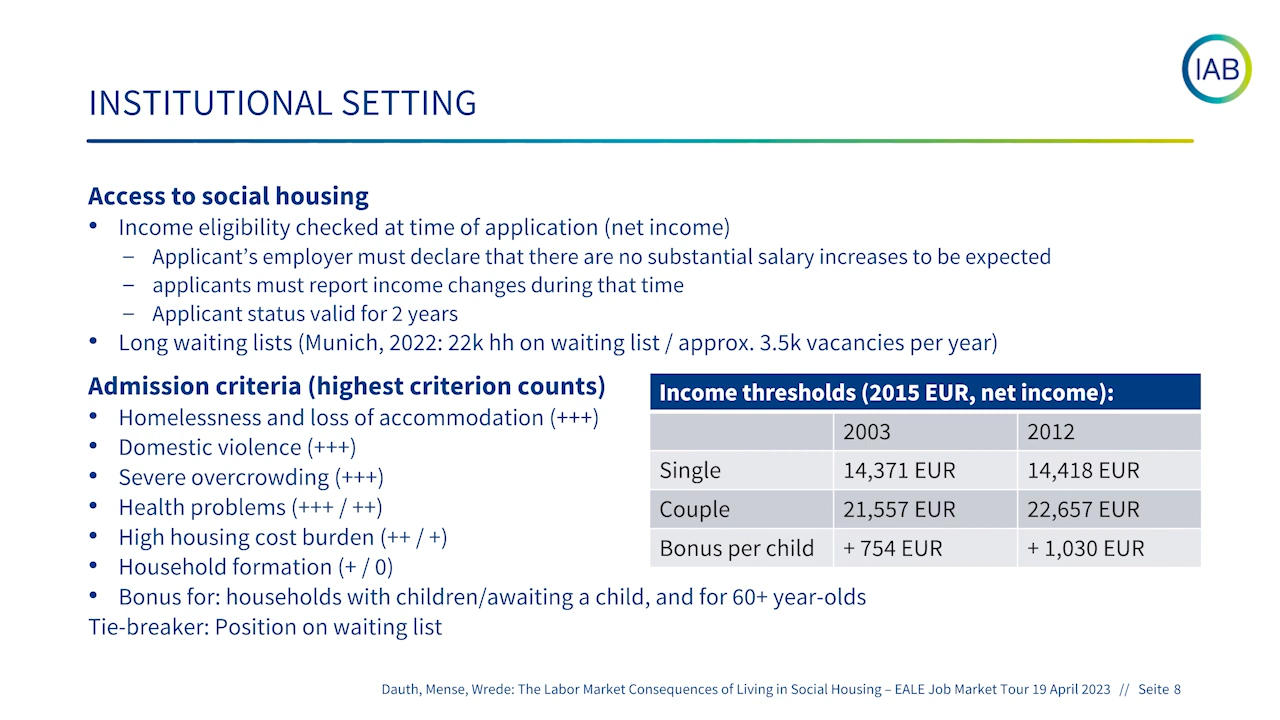 IAB
INSTITUTIONAL SETTING
Access to social housing
• Income eligibility checked at time of application (net income)
– Applicant’s employer must declare that there are no substantial salary increases to be expected
– applicants must report income changes during that time
– Applicant status valid for 2 years
• Long waiting lists (Munich, 2022: 22k hh on waiting list / approx. 3.5k vacancies per year)
Admission criteria (highest criterion counts)
• Homelessness and loss of accommodation (+++)
• Domestic violence (+++)
• Severe overcrowding (+++)
• Health problems (+++ / ++)
• High housing cost burden (++ / +)
• Household formation (+ / 0)
• Bonus for: households with children/awaiting a child, and for 60+ year-olds
Tie-breaker: Position on waiting list
Income thresholds (2015 EUR, net income):
2003 2012
Single 14,371 EUR 14,418 EUR
Couple 21,557 EUR 22,657 EUR
Bonus per child + 754 EUR + 1,030 EUR
Dauth, Mense, Wrede: The Labor Market Consequences of Living in Social Housing – EALE Job Market Tour 19 April 2023 // Seite 8